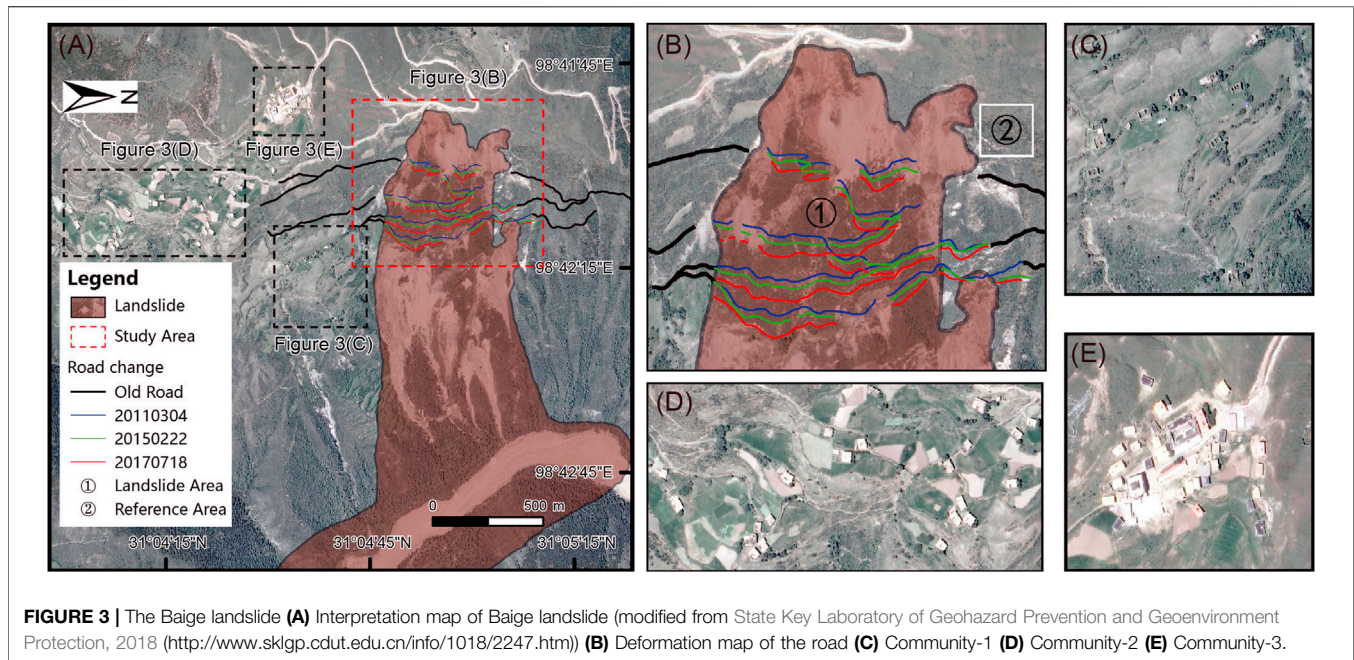 (A)
98°41'45"E
Figure 3(B)
N
Figure 3(D)
Figure 3(E)
98°42'15"E
Figure 3(C)
Legend
Landslide
Study Area
Road change
Old Road
20110304
20150222
20170718
① Landslide Area
② Reference Area
98°42'45"E
0 500 m
31°04'15"N 31°04'45"N 31°05'15"N
(B)
②
①
(C)
(D)
(E)
FIGURE 3 | The Baige landslide (A) Interpretation map of Baige landslide (modified from State Key Laboratory of Geohazard Prevention and Geoenvironment
Protection, 2018 (http://www.sklgp.cdut.edu.cn/info/1018/2247.htm)) (B) Deformation map of the road (C) Community-1 (D) Community-2 (E) Community-3.